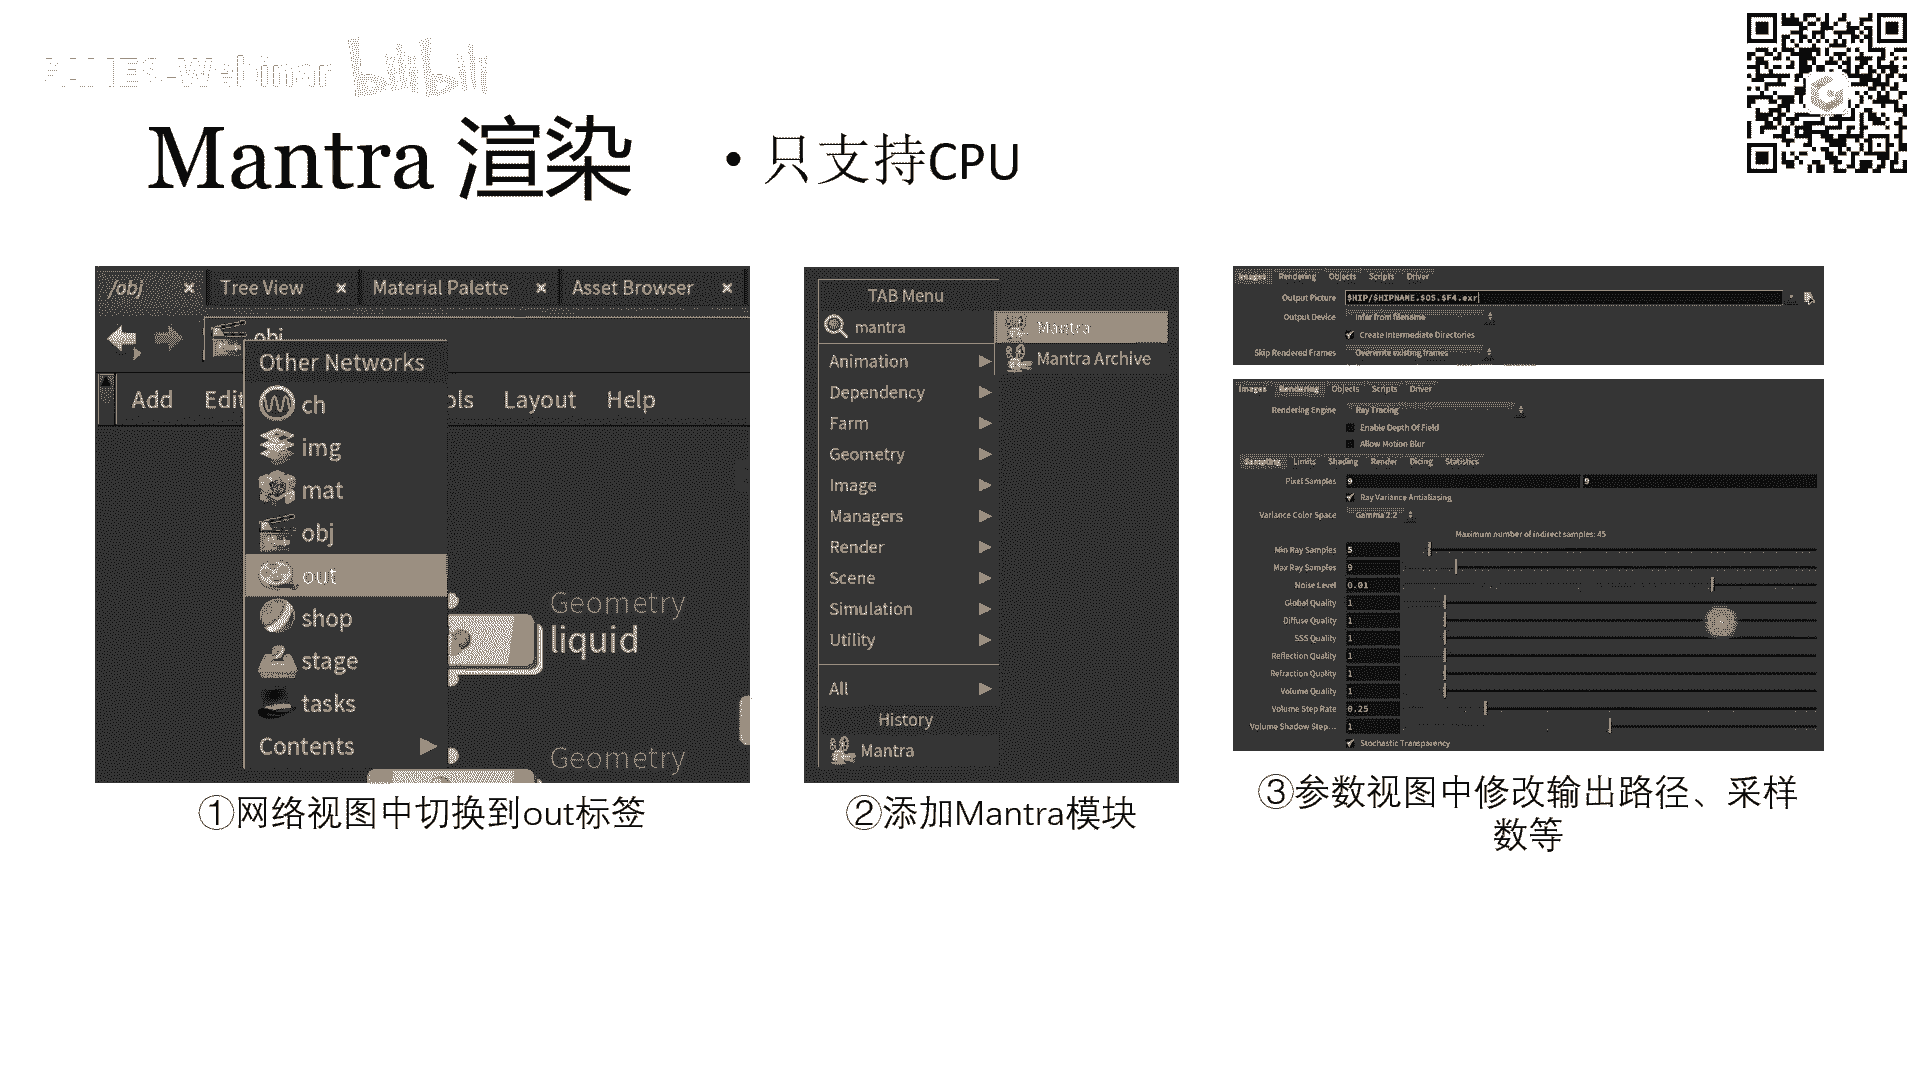 GAMES-Webinar bilibili
Mantra 渲染
• 只支持CPU
/obj
Tree View
Material Palette
Asset Browser
obj
Other Networks
Add
Edit
ols
Layout
Help
ch
img
mat
obj
out
shop
stage
tasks
Contents
Geometry
liquid
Geometry
①网络视图中切换到out标签
TAB Menu
mantra
Mantra
Mantra Archive
Animation
Dependency
Farm
Geometry
Image
Managers
Render
Scene
Simulation
Utility
All
History
Mantra
②添加Mantra模块
Images Rendering Objects Scripts Driver
Output Picture $HIP/$HIPNAME.$OS.$F4.exr
Output Device Infer from filename
Create Intermediate Directories
Skip Rendered Frames Overwrite existing frames
Images Rendering Objects Scripts Driver
Rendering Engine Ray Tracing
Enable Depth Of Field
Allow Motion Blur
Sampling Limits Shading Render Dicing Statistics
Pixel Samples 9 9
Ray Variance Antialiasing
Variance Color Space Gamma 2.2
Maximum number of indirect samples: 45
Min Ray Samples 5
Max Ray Samples 9
Noise Level 0.01
Global Quality 1
Diffuse Quality 1
SSS Quality 1
Reflection Quality 1
Refraction Quality 1
Volume Quality 1
Volume Step Rate 0.25
Volume Shadow Step... 1
Stochastic Transparency
③参数视图中修改输出路径、采样
数等